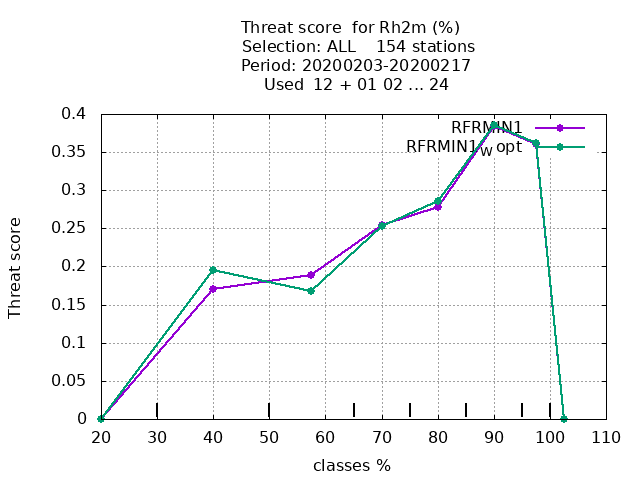 Threat score  for Rh2m (%)
Selection: ALL    154 stations
Period: 20200203-20200217
Used  12 + 01 02 ... 24
RFRMIN1
RFRMIN1w opt
0.4
0.35
0.3
0.25
0.2
0.15
0.1
0.05
0
Threat score
20 30 40 50 60 70 80 90 100 110
classes %